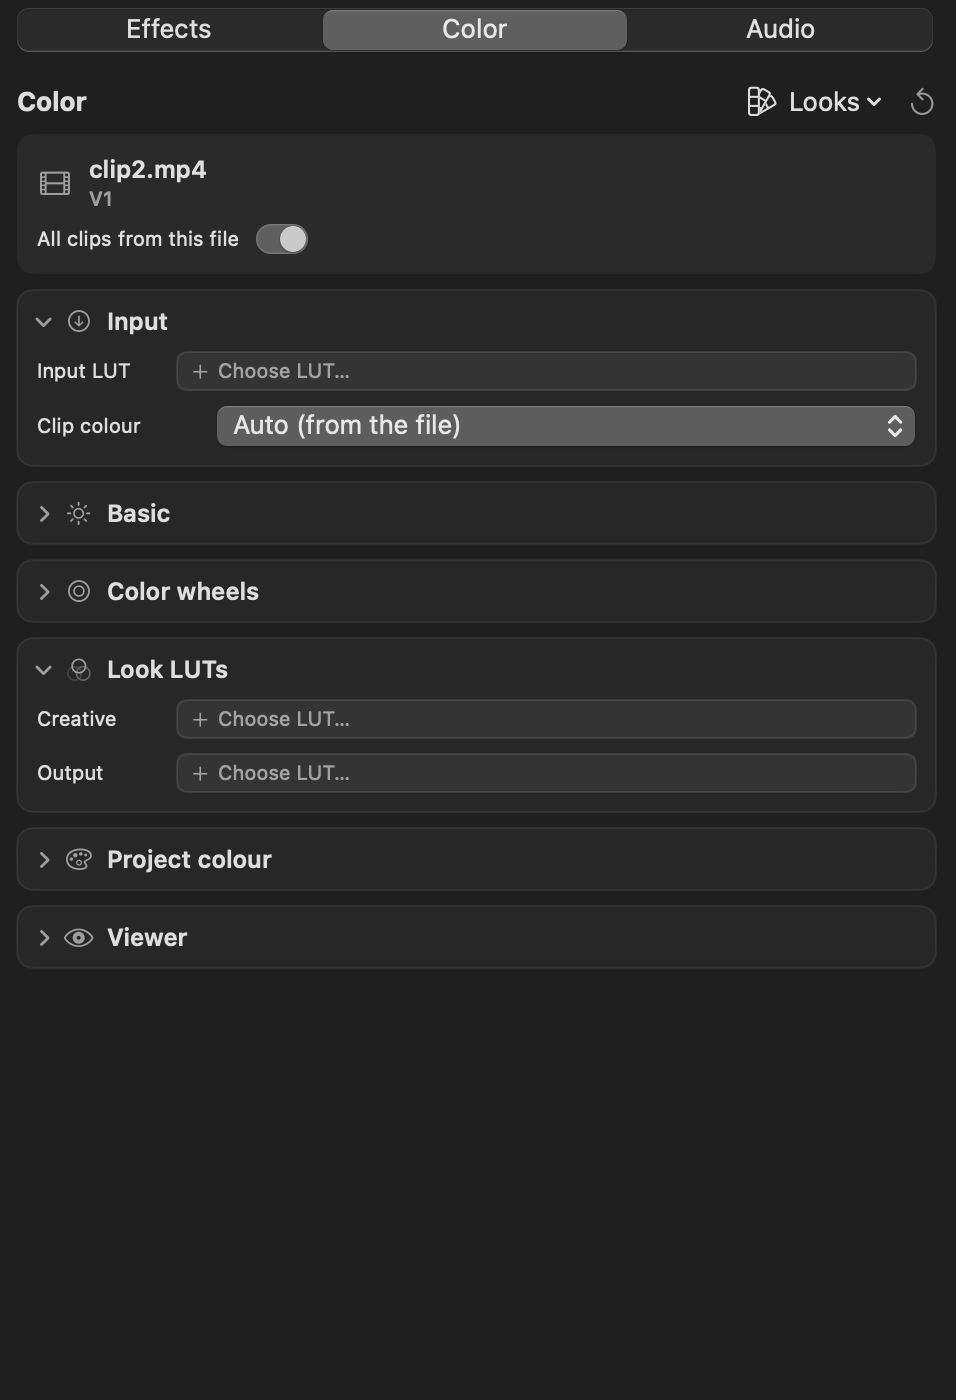 Effects
Color
Audio
Color
Looks
clip2.mp4
V1
All clips from this file
Input
Input LUT
+ Choose LUT...
Clip colour
Auto (from the file)
Basic
Color wheels
Look LUTs
Creative
+ Choose LUT...
Output
+ Choose LUT...
Project colour
Viewer